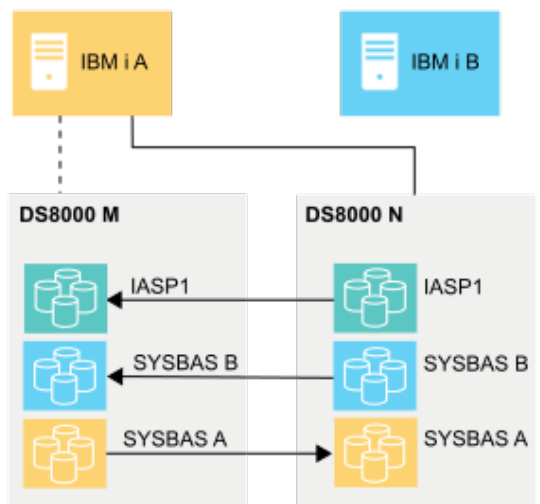 IBM i A
IBM i B
DS8000 M
DS8000 N
IASP1
IASP1
SYSBAS B
SYSBAS B
SYSBAS A
SYSBAS A